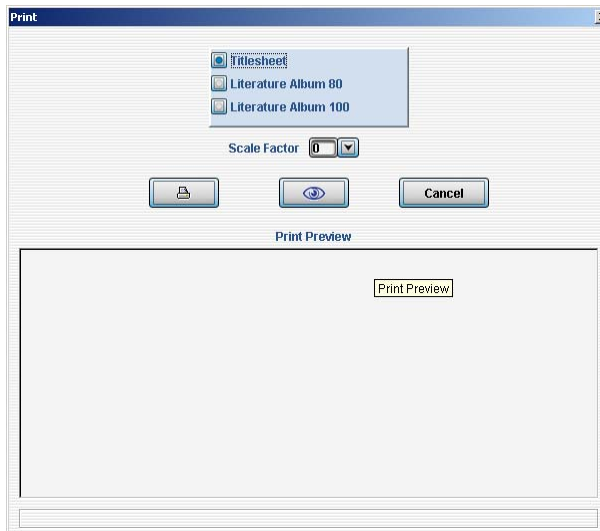 Print
Titlesheet
Literature Album 80
Literature Album 100
Scale Factor 0
Cancel
Print Preview
Print Preview